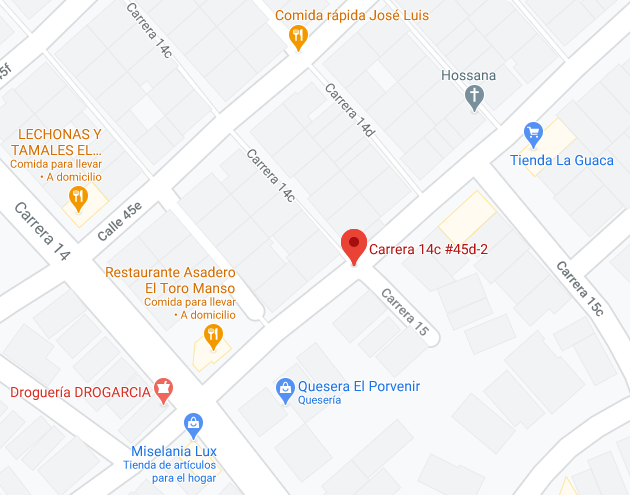 Comida rápida José Luis
Carrera 14c
45f
Hossana
Carrera 14d
LECHONAS Y
TAMALES EL...
Comida para llevar
• A domicilio
Tienda La Guaca
Carrera 14c
Calle 45e
Carrera 14
Carrera 14c #45d-2
Restaurante Asadero
El Toro Manso
Comida para llevar
• A domicilio
Carrera 15
Carrera 15c
Droguería DROGARCIA
Quesera El Porvenir
Quesería
Miselania Lux
Tienda de artículos
para el hogar